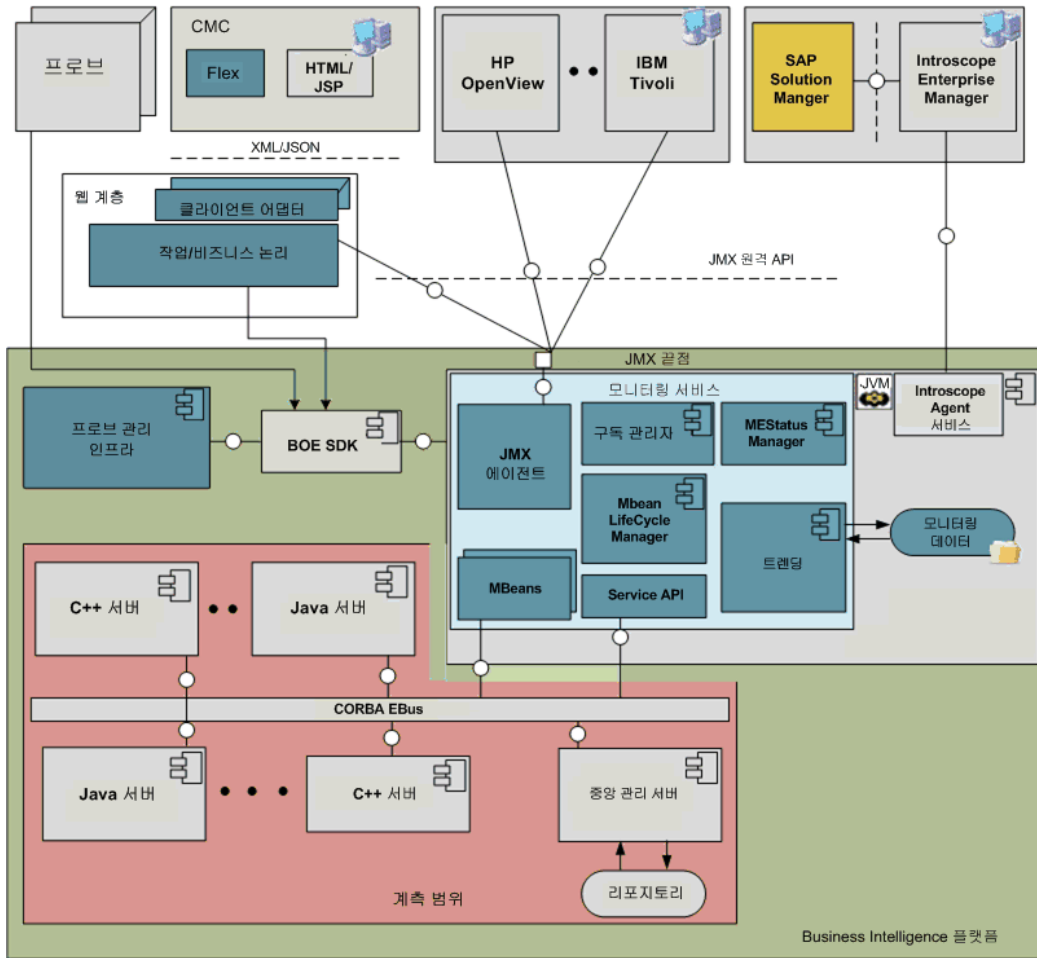 프로브
CMC
Flex
HTML/
JSP
HP
OpenView
IBM
Tivoli
SAP
Solution
Manger
Introscope
Enterprise
Manager
XML/JSON
웹 계층
클라이언트 어댑터
작업/비즈니스 논리
JMX 원격 API
JMX 끝점
프로브 관리
인프라
BOE SDK
모니터링 서비스
JMX
에이전트
구독 관리자
MEStatus
Manager
Mbean
LifeCycle
Manager
트렌딩
MBeans
Service API
JVM
Introscope
Agent
서비스
모니터링
데이터
C++ 서버
Java 서버
CORBA EBus
Java 서버
C++ 서버
중앙 관리 서버
리포지토리
계측 범위
Business Intelligence 플랫폼